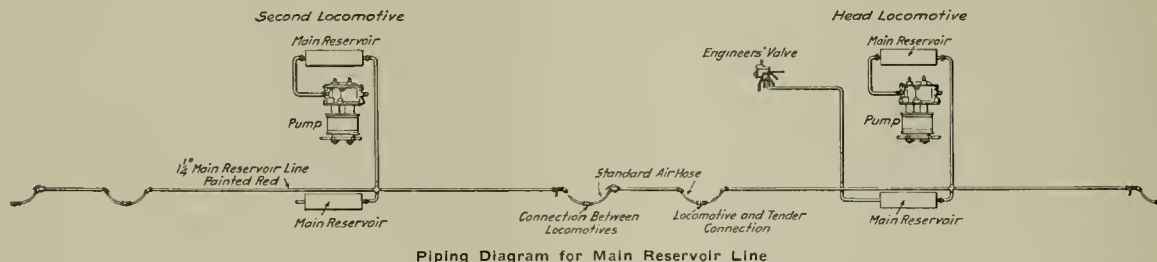 Second Locomotive
Main Reservoir
Pump
1¼" Main Reservoir Line
Painted Red
Main Reservoir
Connection Between
Locomotives
Standard Air Hose
Locomotive and Tender
Connection
Engineers' Valve
Head Locomotive
Main Reservoir
Pump
Main Reservoir
Piping Diagram for Main Reservoir Line